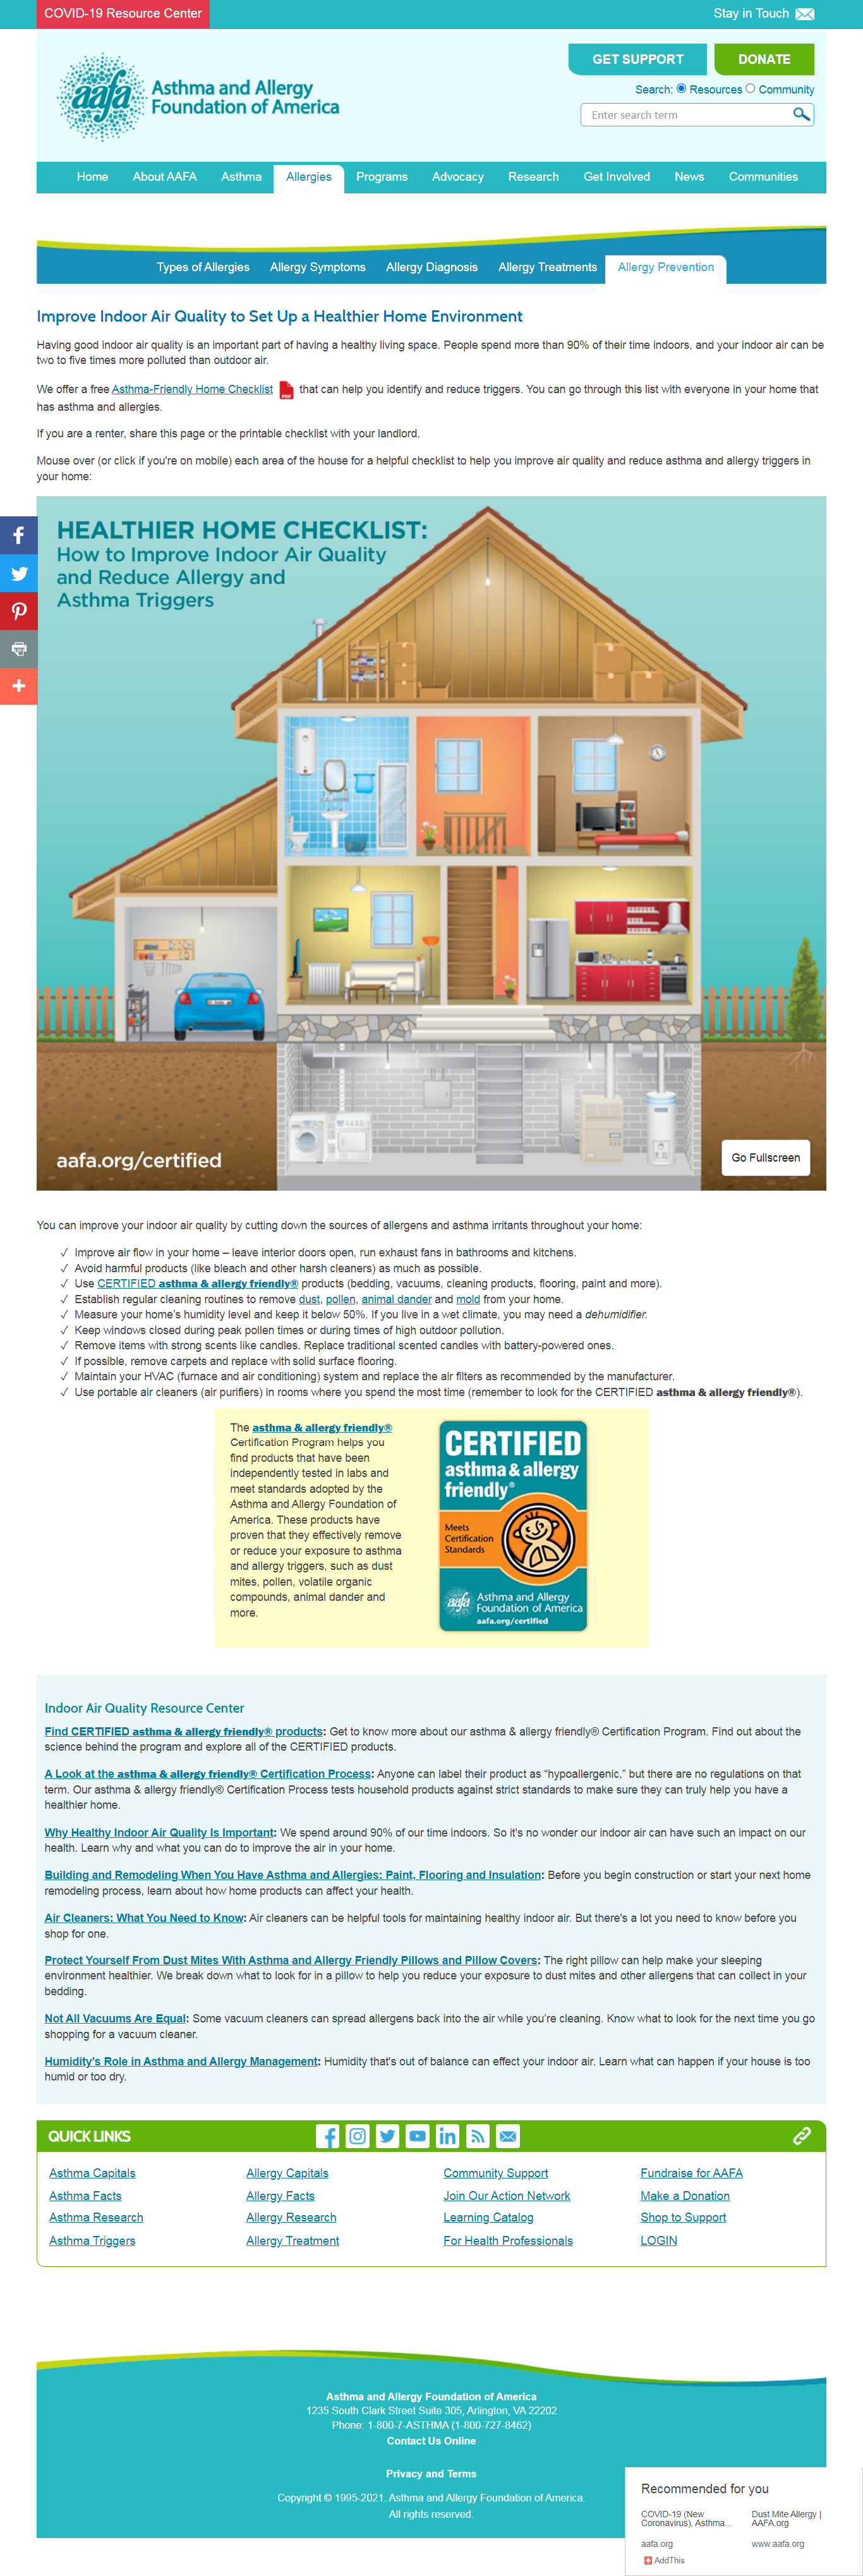 COVID-19 Resource Center
Stay in Touch
GET SUPPORT
DONATE
aafa
Asthma and Allergy
Foundation of America
Search: Resources Community
Enter search term
Home About AAFA Asthma Allergies Programs Advocacy Research Get Involved News Communities
Types of Allergies Allergy Symptoms Allergy Diagnosis Allergy Treatments Allergy Prevention
Improve Indoor Air Quality to Set Up a Healthier Home Environment
Having good indoor air quality is an important part of having a healthy living space. People spend more than 90% of their time indoors, and your indoor air can be
two to five times more polluted than outdoor air.
We offer a free Asthma-Friendly Home Checklist PDF that can help you identify and reduce triggers. You can go through this list with everyone in your home that
has asthma and allergies.
If you are a renter, share this page or the printable checklist with your landlord.
Mouse over (or click if you're on mobile) each area of the house for a helpful checklist to help you improve air quality and reduce asthma and allergy triggers in
your home:
HEALTHIER HOME CHECKLIST:
How to Improve Indoor Air Quality
and Reduce Allergy and
Asthma Triggers
aafa.org/certified
Go Fullscreen
You can improve your indoor air quality by cutting down the sources of allergens and asthma irritants throughout your home:
✓ Improve air flow in your home – leave interior doors open, run exhaust fans in bathrooms and kitchens.
✓ Avoid harmful products (like bleach and other harsh cleaners) as much as possible.
✓ Use CERTIFIED asthma & allergy friendly® products (bedding, vacuums, cleaning products, flooring, paint and more).
✓ Establish regular cleaning routines to remove dust, pollen, animal dander and mold from your home.
✓ Measure your home's humidity level and keep it below 50%. If you live in a wet climate, you may need a dehumidifier.
✓ Keep windows closed during peak pollen times or during times of high outdoor pollution.
✓ Remove items with strong scents like candles. Replace traditional scented candles with battery-powered ones.
✓ If possible, remove carpets and replace with solid surface flooring.
✓ Maintain your HVAC (furnace and air conditioning) system and replace the air filters as recommended by the manufacturer.
✓ Use portable air cleaners (air purifiers) in rooms where you spend the most time (remember to look for the CERTIFIED asthma & allergy friendly®).
The asthma & allergy friendly®
Certification Program helps you
find products that have been
independently tested in labs and
meet standards adopted by the
Asthma and Allergy Foundation of
America. These products have
proven that they effectively remove
or reduce your exposure to asthma
and allergy triggers, such as dust
mites, pollen, volatile organic
compounds, animal dander and
more.
CERTIFIED
asthma & allergy
friendly®
Meets
Certification
Standards
aafa Asthma and Allergy
Foundation of America
aafa.org/certified
Indoor Air Quality Resource Center
Find CERTIFIED asthma & allergy friendly® products: Get to know more about our asthma & allergy friendly® Certification Program. Find out about the
science behind the program and explore all of the CERTIFIED products.
A Look at the asthma & allergy friendly® Certification Process: Anyone can label their product as “hypoallergenic,” but there are no regulations on that
term. Our asthma & allergy friendly® Certification Process tests household products against strict standards to make sure they can truly help you have a
healthier home.
Why Healthy Indoor Air Quality Is Important: We spend around 90% of our time indoors. So it's no wonder our indoor air can have such an impact on our
health. Learn why and what you can do to improve the air in your home.
Building and Remodeling When You Have Asthma and Allergies: Paint, Flooring and Insulation: Before you begin construction or start your next home
remodeling process, learn about how home products can affect your health.
Air Cleaners: What You Need to Know: Air cleaners can be helpful tools for maintaining healthy indoor air. But there's a lot you need to know before you
shop for one.
Protect Yourself From Dust Mites With Asthma and Allergy Friendly Pillows and Pillow Covers: The right pillow can help make your sleeping
environment healthier. We break down what to look for in a pillow to help you reduce your exposure to dust mites and other allergens that can collect in your
bedding.
Not All Vacuums Are Equal: Some vacuum cleaners can spread allergens back into the air while you're cleaning. Know what to look for the next time you go
shopping for a vacuum cleaner.
Humidity's Role in Asthma and Allergy Management: Humidity that's out of balance can effect your indoor air. Learn what can happen if your house is too
humid or too dry.
QUICK LINKS
Asthma Capitals Allergy Capitals Community Support Fundraise for AAFA
Asthma Facts Allergy Facts Join Our Action Network Make a Donation
Asthma Research Allergy Research Learning Catalog Shop to Support
Asthma Triggers Allergy Treatment For Health Professionals LOGIN
Asthma and Allergy Foundation of America
1235 South Clark Street Suite 305, Arlington, VA 22202
Phone: 1-800-7-ASTHMA (1-800-727-8462)
Contact Us Online
Privacy and Terms
Copyright © 1995-2021. Asthma and Allergy Foundation of America.
All rights reserved.
Recommended for you
COVID-19 (New
Coronavirus), Asthma...
aafa.org
Dust Mite Allergy |
AAFA.org
www.aafa.org
AddThis